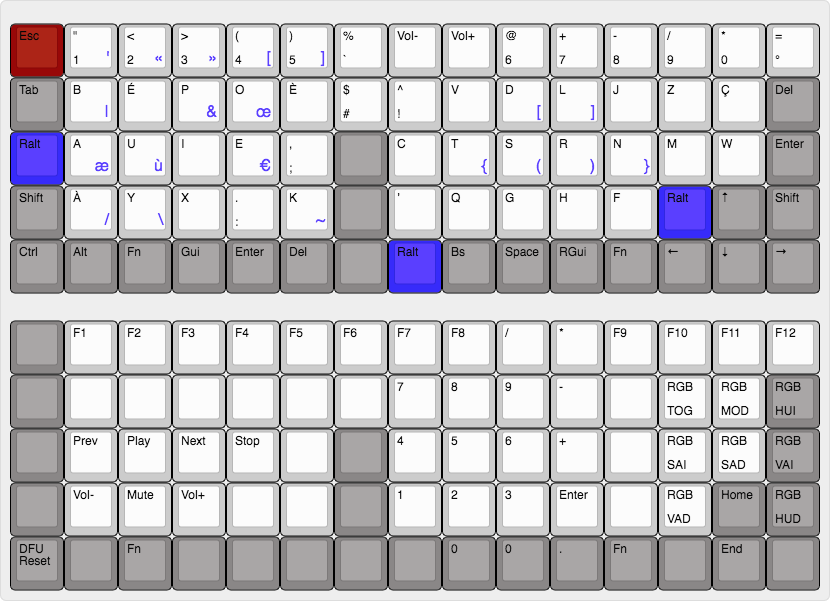 Esc " < > ( ) % Vol- Vol+ @ + - / * =
1 ' 2 « 3 » 4 [ 5 ] ` 6 7 8 9 0 °
Tab B É P O È $ ^ V D L J Z Ç Del
| & œ # ! [ ]
Ralt A U I E , C T S R N M W Enter
æ ù € ; { ( ) }
Shift À Y X . K ' Q G H F Ralt ↑ Shift
/ \ : ~
Ctrl Alt Fn Gui Enter Del Ralt Bs Space RGui Fn ← ↓ →
F1 F2 F3 F4 F5 F6 F7 F8 / * F9 F10 F11 F12
7 8 9 - RGB RGB RGB
TOG MOD HUI
Prev Play Next Stop 4 5 6 + RGB RGB RGB
SAI SAD VAI
Vol- Mute Vol+ 1 2 3 Enter RGB Home RGB
VAD HUD
DFU Fn 0 0 . Fn End
Reset